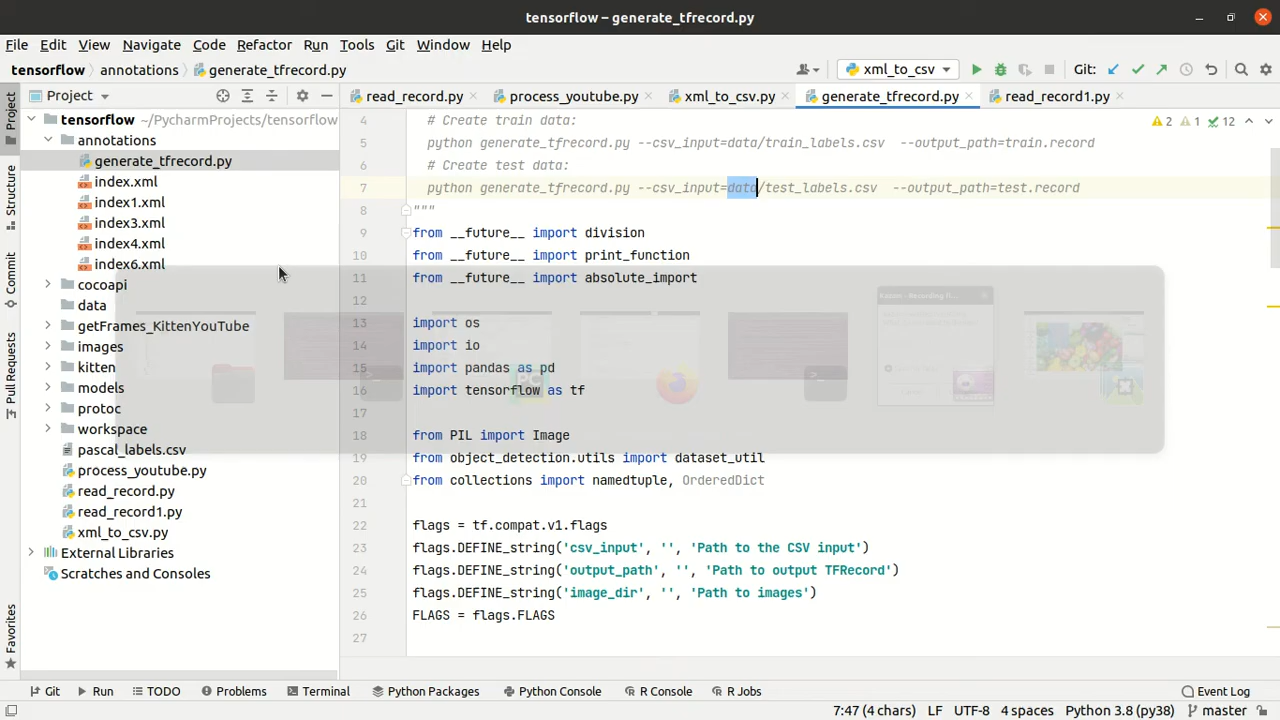 tensorflow – generate_tfrecord.py
File Edit View Navigate Code Refactor Run Tools Git Window Help
tensorflow annotations generate_tfrecord.py xml_to_csv Git:
Project read_record.py process_youtube.py xml_to_csv.py generate_tfrecord.py read_record1.py
Project
Structure
Commit
Pull Requests
Favorites
tensorflow ~/PycharmProjects/tensorflow
annotations
generate_tfrecord.py
index.xml
index1.xml
index3.xml
index4.xml
index6.xml
cocoapi
data
getFrames_KittenYouTube
images
kitten
models
protoc
workspace
pascal_labels.csv
process_youtube.py
read_record.py
read_record1.py
xml_to_csv.py
External Libraries
Scratches and Consoles
2 1 12
4 # Create train data:
5 python generate_tfrecord.py --csv_input=data/train_labels.csv --output_path=train.record
6 # Create test data:
7 python generate_tfrecord.py --csv_input=data/test_labels.csv --output_path=test.record
8 """
9 from __future__ import division
10 from __future__ import print_function
11 from __future__ import absolute_import
12
13 import os
14 import io
15 import pandas as pd
16 import tensorflow as tf
17
18 from PIL import Image
19 from object_detection.utils import dataset_util
20 from collections import namedtuple, OrderedDict
21
22 flags = tf.compat.v1.flags
23 flags.DEFINE_string('csv_input', '', 'Path to the CSV input')
24 flags.DEFINE_string('output_path', '', 'Path to output TFRecord')
25 flags.DEFINE_string('image_dir', '', 'Path to images')
26 FLAGS = flags.FLAGS
27
Git Run TODO Problems Terminal Python Packages Python Console R Console R Jobs Event Log
7:47 (4 chars) LF UTF-8 4 spaces Python 3.8 (py38) master